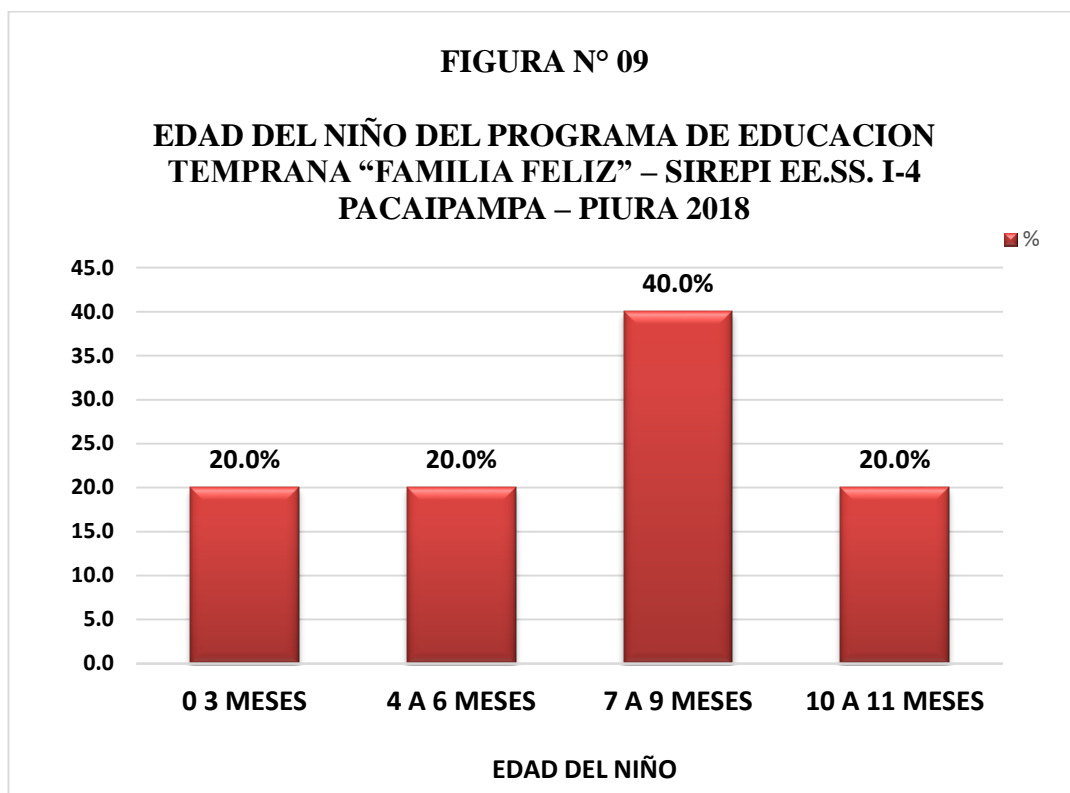 FIGURA N° 09
EDAD DEL NIÑO DEL PROGRAMA DE EDUCACION
TEMPRANA “FAMILIA FELIZ” – SIREPI EE.SS. I-4
PACAIPAMPA – PIURA 2018
%
45.0
40.0
35.0
30.0
25.0
20.0
15.0
10.0
5.0
0.0
20.0%
20.0%
40.0%
20.0%
0 3 MESES
4 A 6 MESES
7 A 9 MESES
10 A 11 MESES
EDAD DEL NIÑO